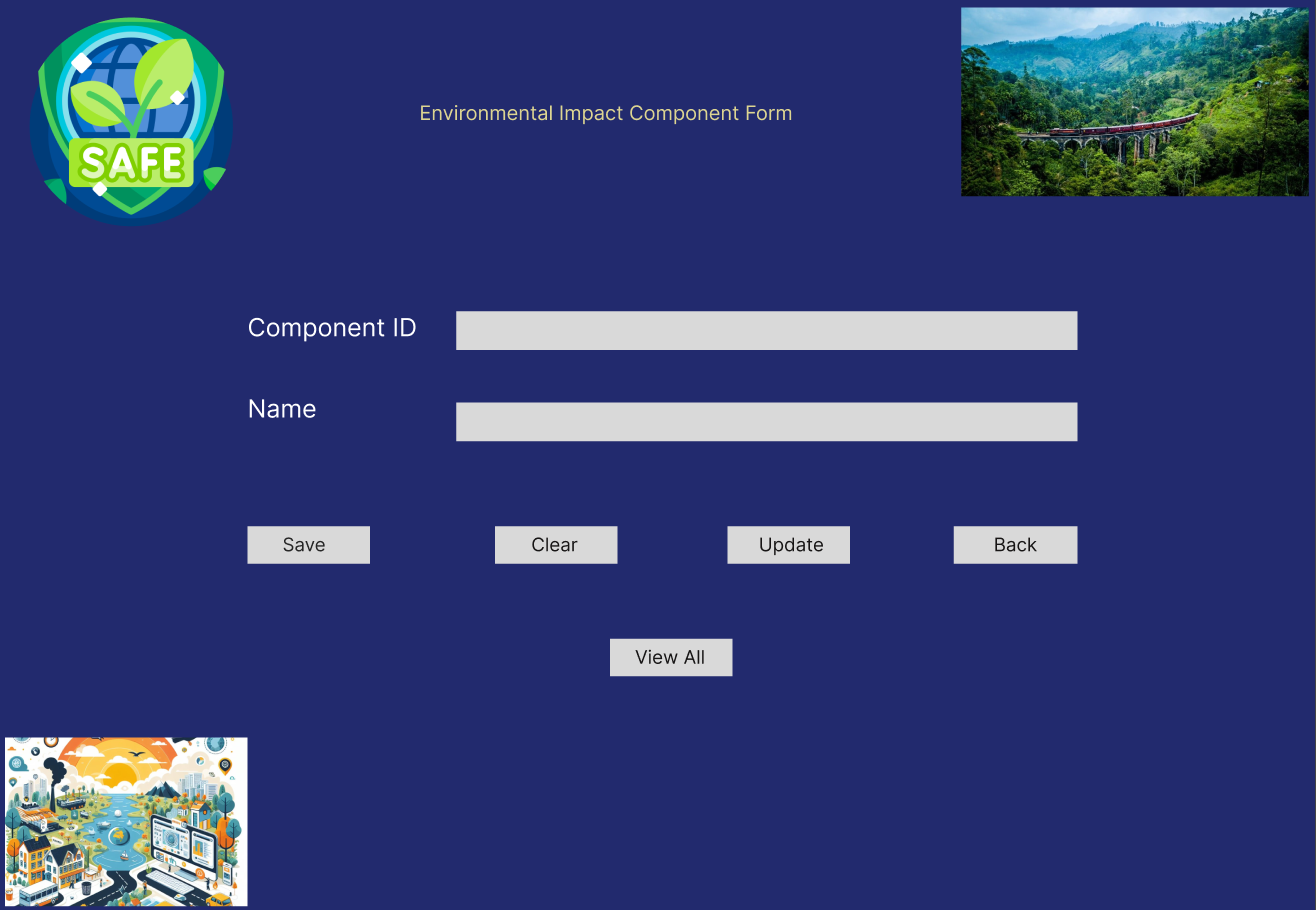 SAFE
Environmental Impact Component Form
Component ID
Name
Save
Clear
Update
Back
View All